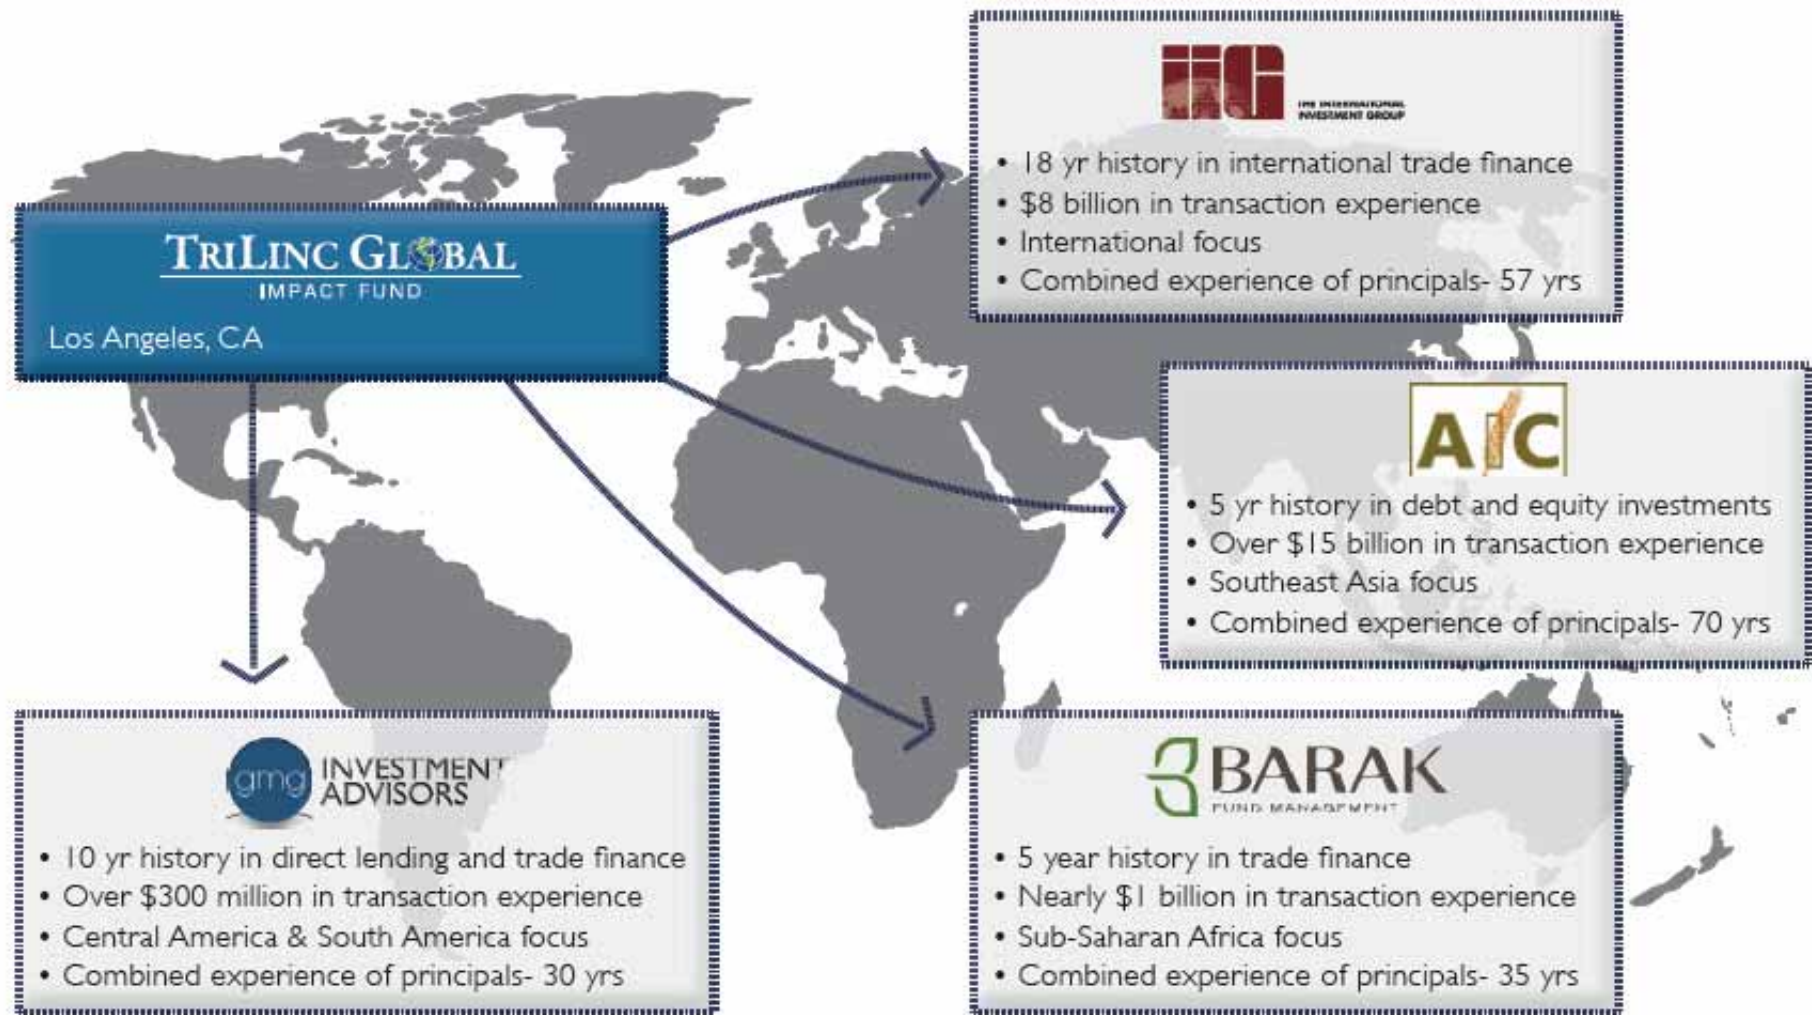 TRILINC GLOBAL
IMPACT FUND
Los Angeles, CA
iiG
THE INTERNATIONAL
INVESTMENT GROUP
• 18 yr history in international trade finance
• $8 billion in transaction experience
• International focus
• Combined experience of principals- 57 yrs
AIC
• 5 yr history in debt and equity investments
• Over $15 billion in transaction experience
• Southeast Asia focus
• Combined experience of principals- 70 yrs
gmg INVESTMENT
ADVISORS
• 10 yr history in direct lending and trade finance
• Over $300 million in transaction experience
• Central America & South America focus
• Combined experience of principals- 30 yrs
BARAK
FUND MANAGEMENT
• 5 year history in trade finance
• Nearly $1 billion in transaction experience
• Sub-Saharan Africa focus
• Combined experience of principals- 35 yrs